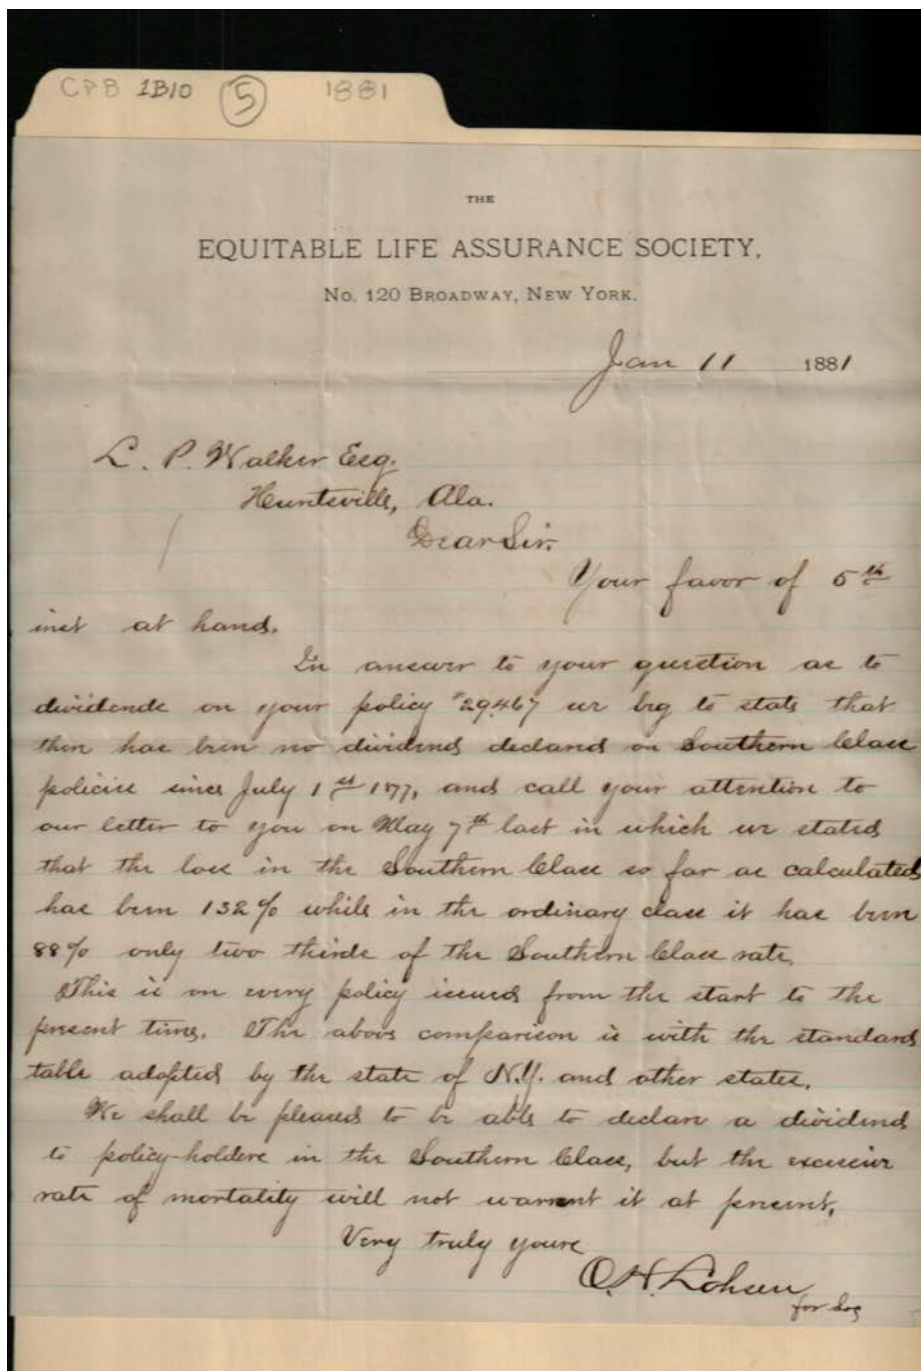 CPB 1B10 5 1881
THE
EQUITABLE LIFE ASSURANCE SOCIETY,
No. 120 BROADWAY, NEW YORK.
Jan 11 1881
L. P. Walker Esq.
Huntsville, Ala.
Dear Sir.
Your favor of 5th
inst at hand.
In answer to your question as to
dividends on your policy #29467 we beg to state that
there has been no dividend declared on Southern Class
policies since July 1st 1877, and call your attention to
our letter to you on May 7th last in which we stated
that the loss in the Southern Class so far as calculated
has been 132% while in the ordinary class it has been
88% only two thirds of the Southern Class rate.
This is on every policy issued from the start to the
present time. The above comparison is with the standard
table adopted by the state of N.Y. and other states.
We shall be pleased to be able to declare a dividend
to policy-holders in the Southern Class, but the excessive
rate of mortality will not warrant it at present.
Very truly yours
O. H.
for